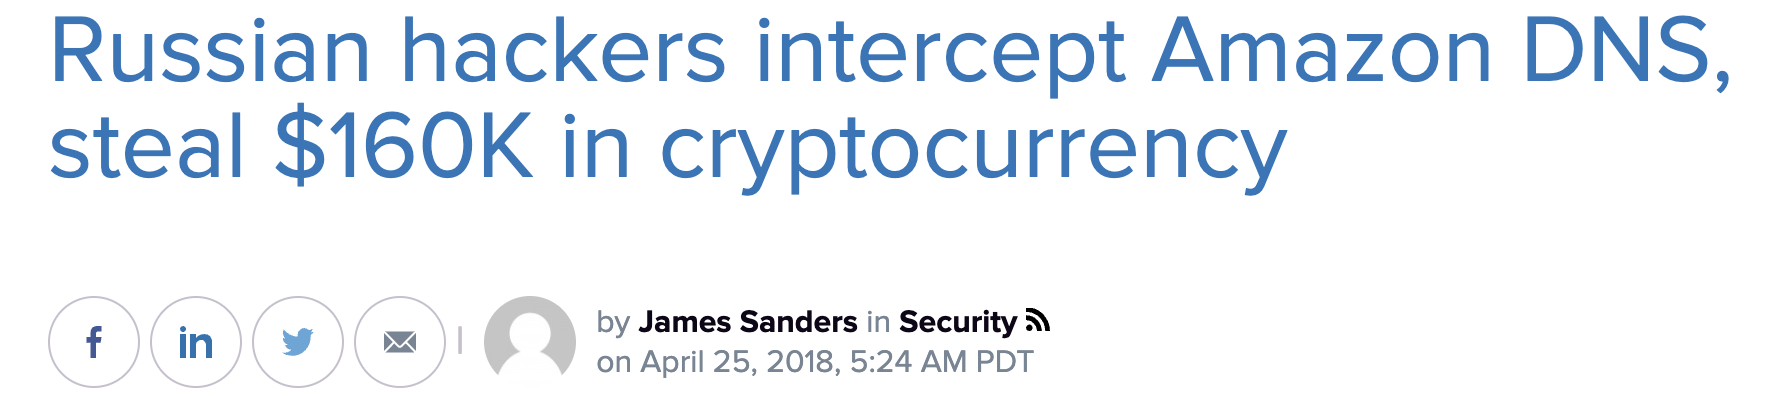 Russian hackers intercept Amazon DNS,
steal $160K in cryptocurrency
f
in
by James Sanders in Security
on April 25, 2018, 5:24 AM PDT